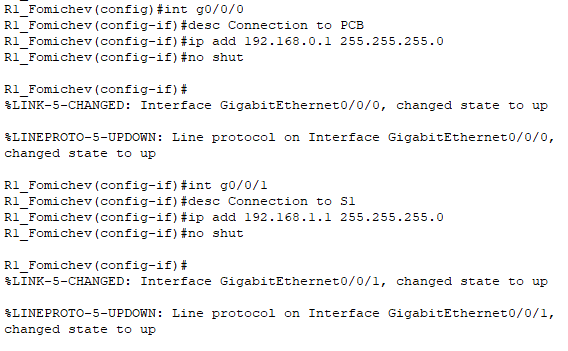 R1_Fomichev(config)#int g0/0/0
R1_Fomichev(config-if)#desc Connection to PCB
R1_Fomichev(config-if)#ip add 192.168.0.1 255.255.255.0
R1_Fomichev(config-if)#no shut
R1_Fomichev(config-if)#
%LINK-5-CHANGED: Interface GigabitEthernet0/0/0, changed state to up
%LINEPROTO-5-UPDOWN: Line protocol on Interface GigabitEthernet0/0/0,
changed state to up
R1_Fomichev(config-if)#int g0/0/1
R1_Fomichev(config-if)#desc Connection to S1
R1_Fomichev(config-if)#ip add 192.168.1.1 255.255.255.0
R1_Fomichev(config-if)#no shut
R1_Fomichev(config-if)#
%LINK-5-CHANGED: Interface GigabitEthernet0/0/1, changed state to up
%LINEPROTO-5-UPDOWN: Line protocol on Interface GigabitEthernet0/0/1,
changed state to up